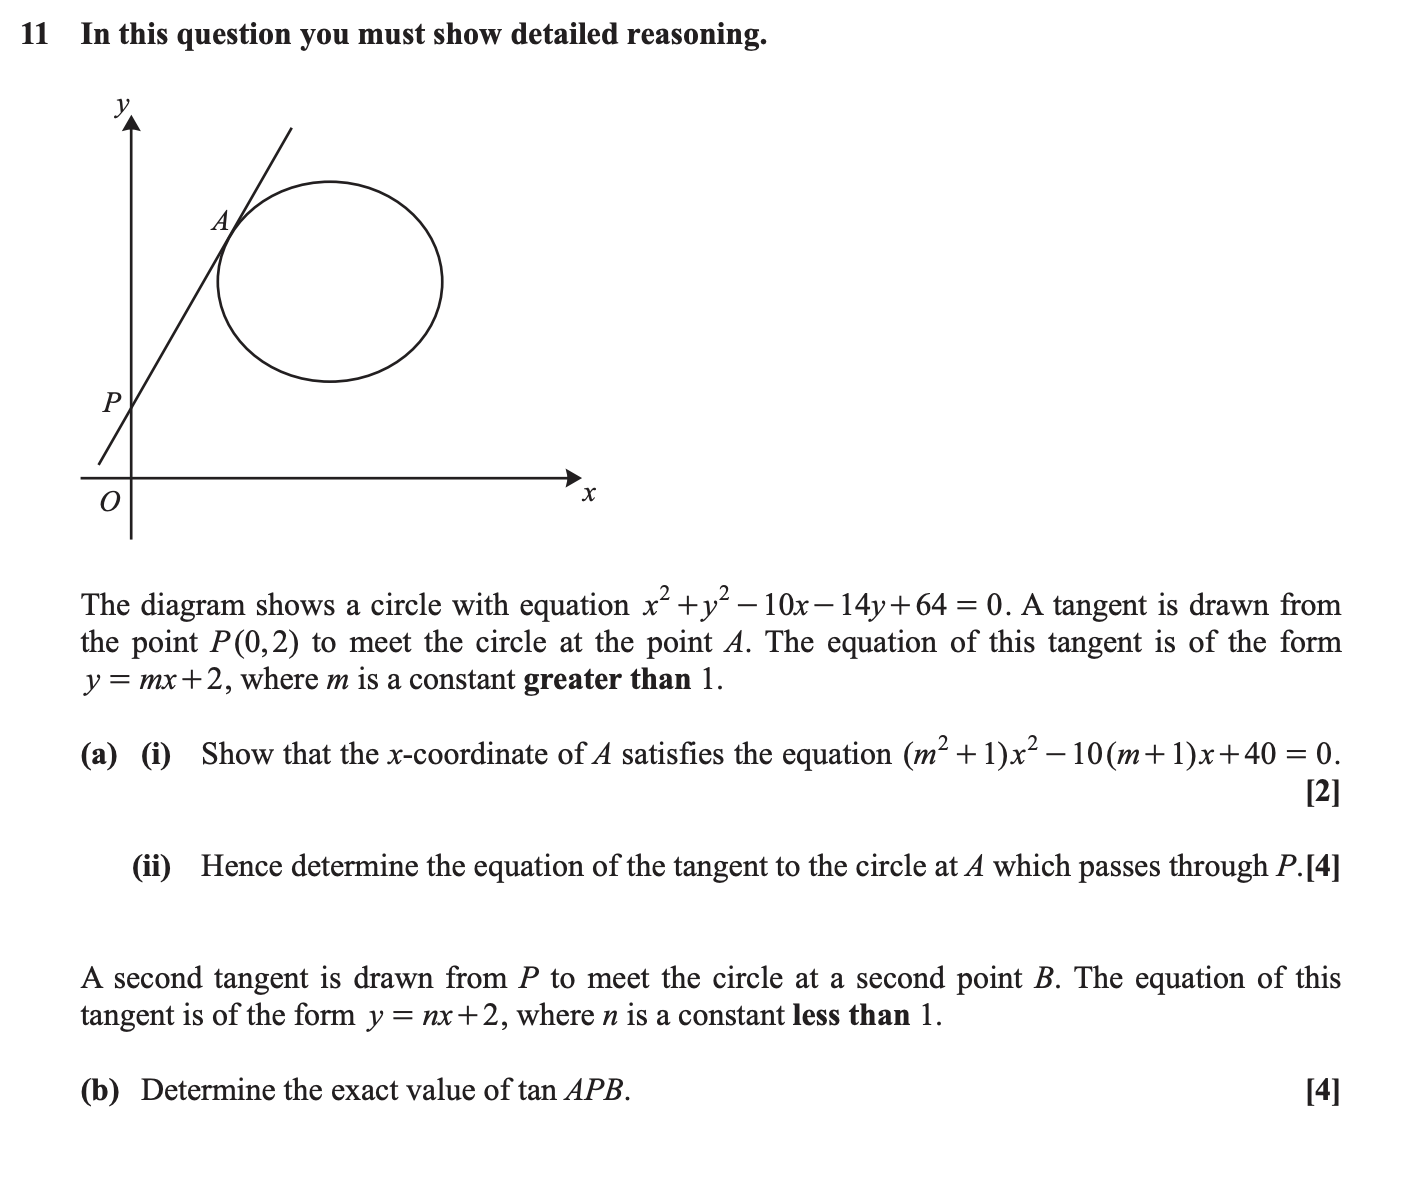 11 In this question you must show detailed reasoning.
y
A
P
O
x
The diagram shows a circle with equation x² + y² − 10x − 14y + 64 = 0. A tangent is drawn from
the point P(0, 2) to meet the circle at the point A. The equation of this tangent is of the form
y = mx + 2, where m is a constant greater than 1.
(a) (i) Show that the x-coordinate of A satisfies the equation (m² + 1)x² − 10(m + 1)x + 40 = 0.
[2]
(ii) Hence determine the equation of the tangent to the circle at A which passes through P. [4]
A second tangent is drawn from P to meet the circle at a second point B. The equation of this
tangent is of the form y = nx + 2, where n is a constant less than 1.
(b) Determine the exact value of tan APB. [4]